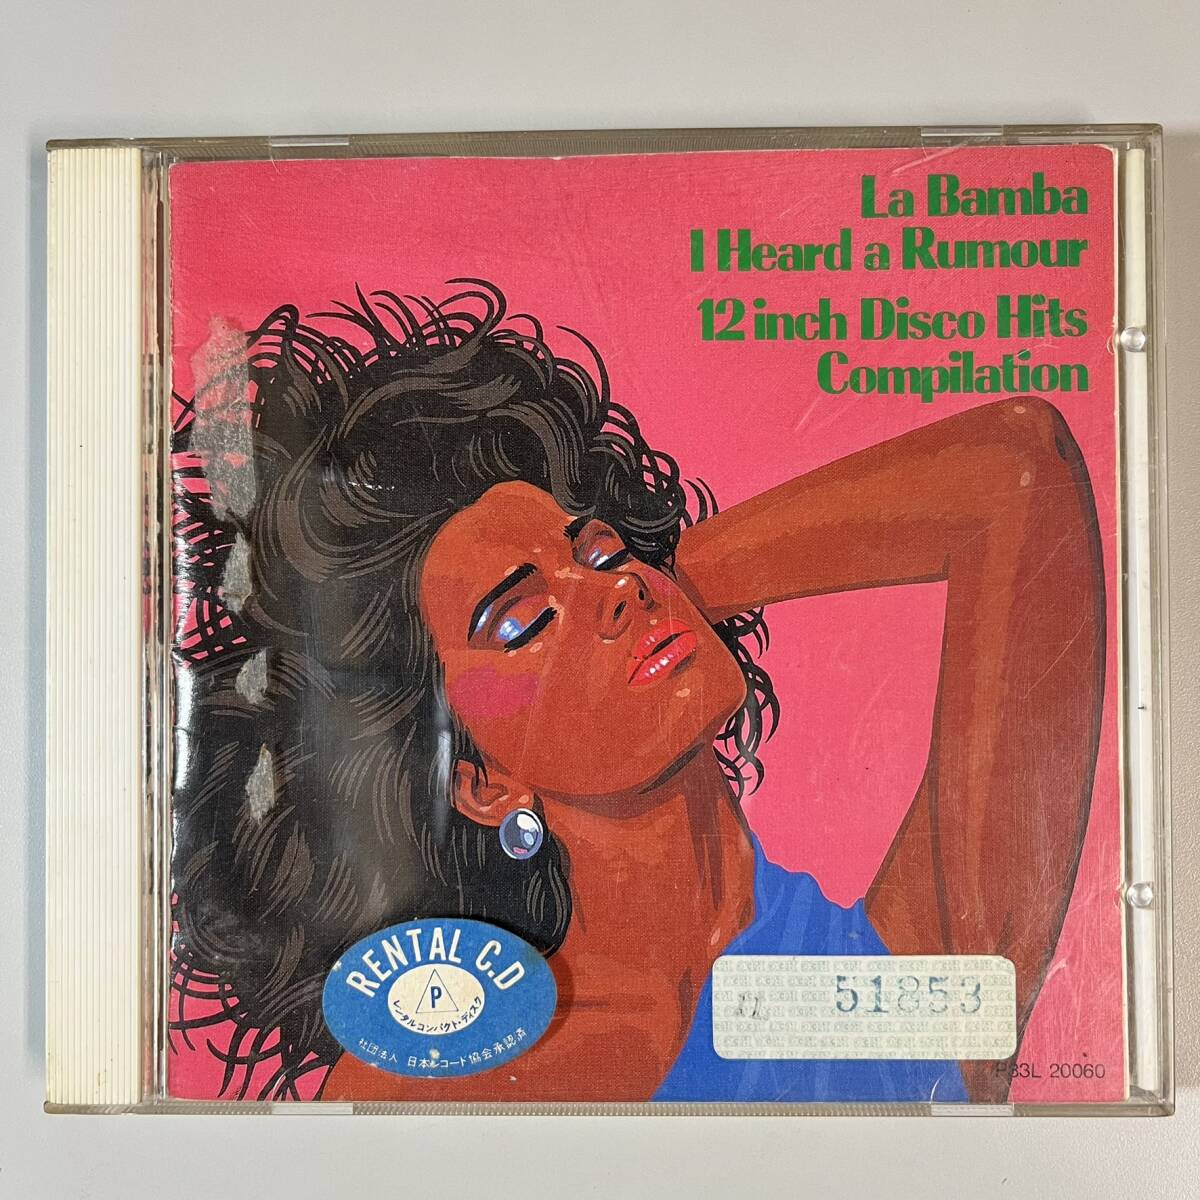 La Bamba
I Heard a Rumour
12 inch Disco Hits
Compilation
RENTAL C.D
P
レンタルコンパクト・ディスク
社団法人 日本レコード協会承認済
51853
P33L 20060